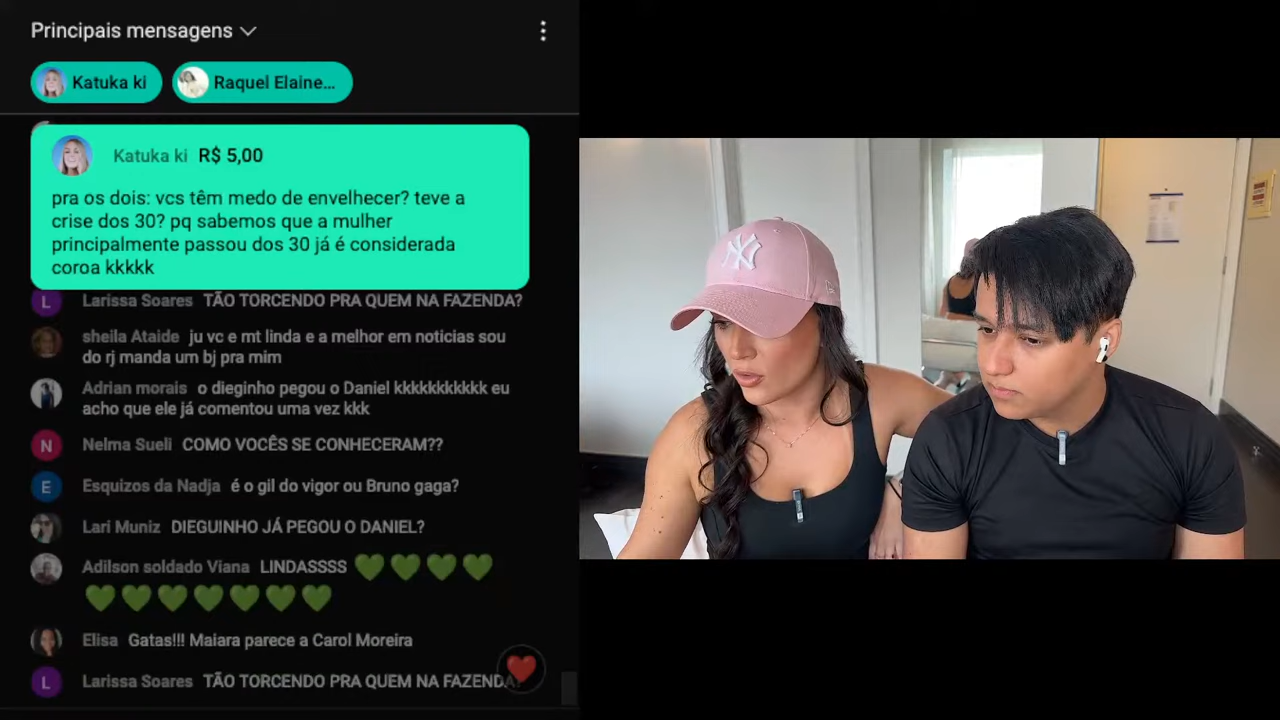 Principais mensagens
Katuka ki
Raquel Elaine...
Katuka ki R$ 5,00
pra os dois: vcs têm medo de envelhecer? teve a
crise dos 30? pq sabemos que a mulher
principalmente passou dos 30 já é considerada
coroa kkkkk
L Larissa Soares TÃO TORCENDO PRA QUEM NA FAZENDA?
sheila Ataide ju vc e mt linda e a melhor em noticias sou
do rj manda um bj pra mim
Adrian morais o dieginho pegou o Daniel kkkkkkkkkkk eu
acho que ele já comentou uma vez kkk
N Nelma Sueli COMO VOCÊS SE CONHECERAM??
E Esquizos da Nadja é o gil do vigor ou Bruno gaga?
Lari Muniz DIEGUINHO JÁ PEGOU O DANIEL?
Adilson soldado Viana LINDASSSS 💚 💚 💚 💚
💚 💚 💚 💚 💚 💚 💚
Elisa Gatas!!! Maiara parece a Carol Moreira
L Larissa Soares TÃO TORCENDO PRA QUEM NA FAZENDA?
NY